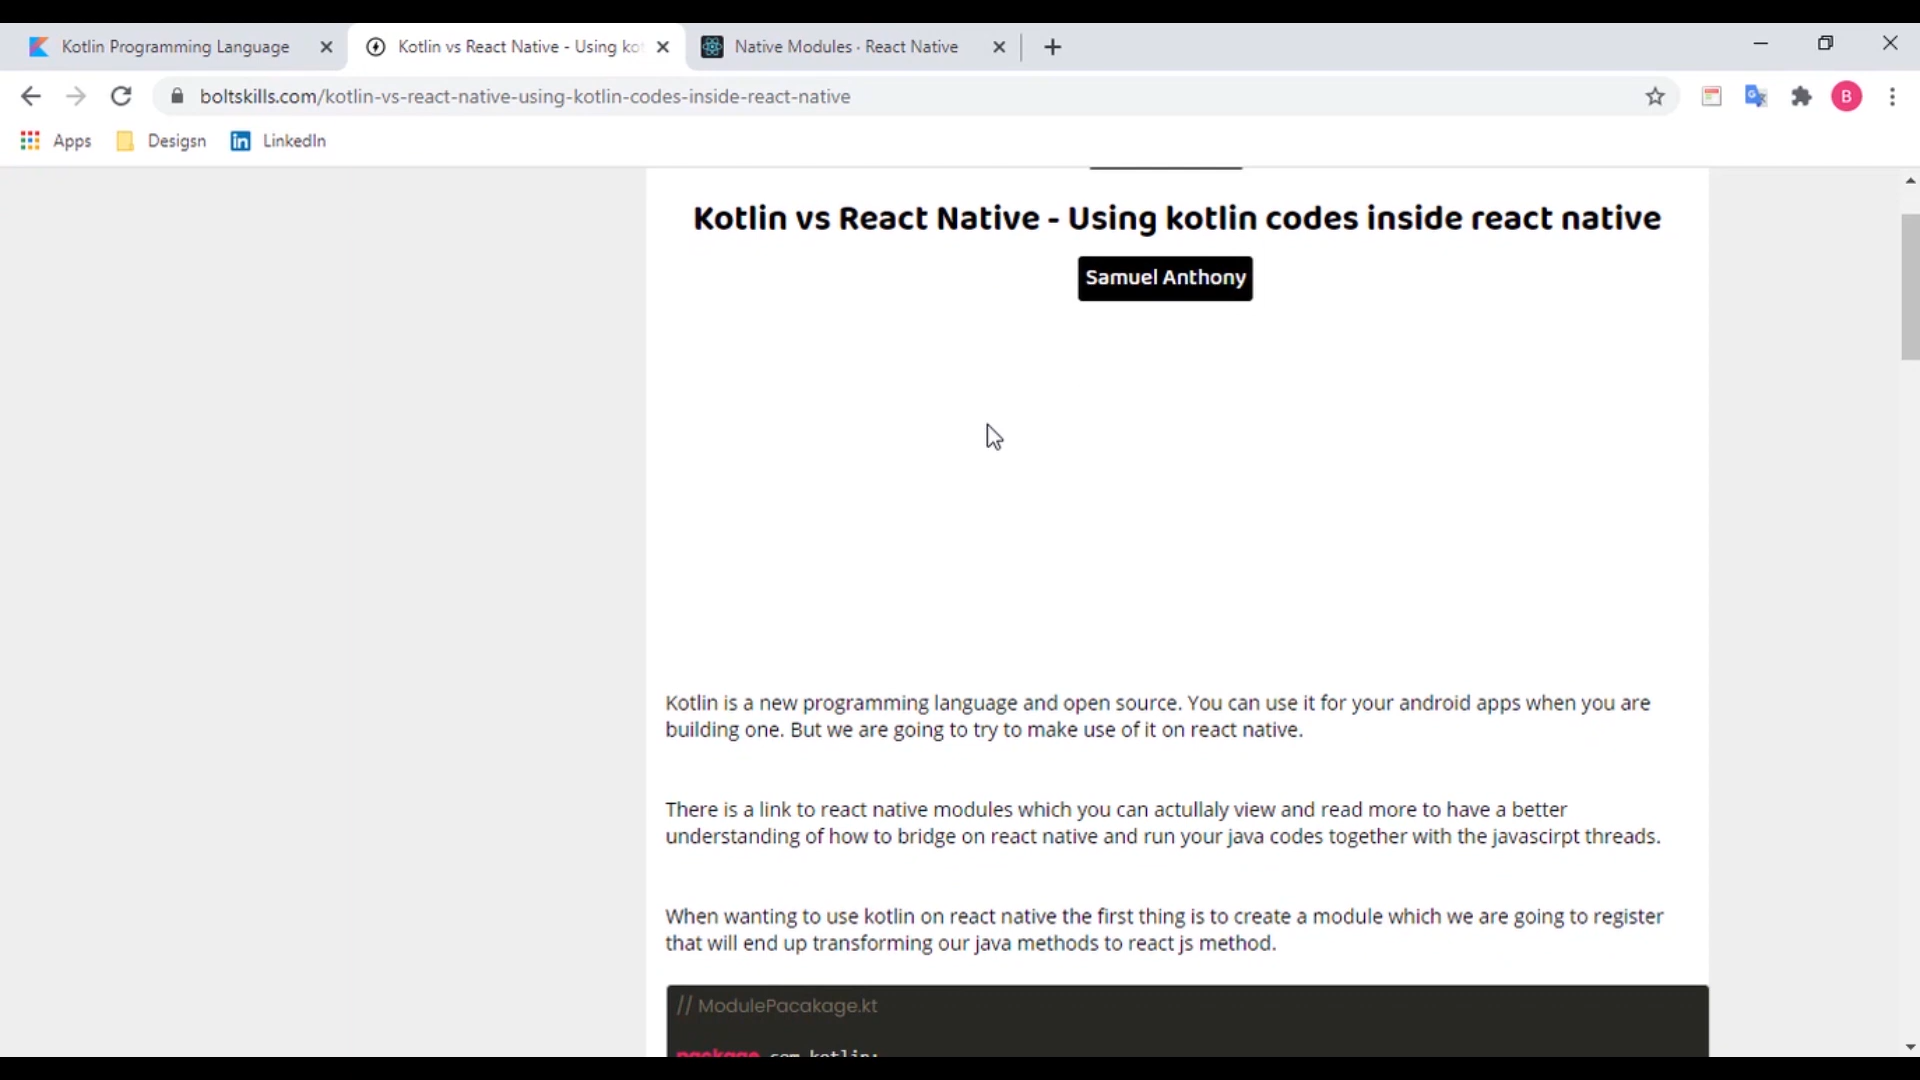 Kotlin Programming Language
Kotlin vs React Native - Using ko
Native Modules · React Native
boltskills.com/kotlin-vs-react-native-using-kotlin-codes-inside-react-native
B
Apps
Desigsn
in
LinkedIn
Kotlin vs React Native - Using kotlin codes inside react native
Samuel Anthony
Kotlin is a new programming language and open source. You can use it for your android apps when you are
building one. But we are going to try to make use of it on react native.
There is a link to react native modules which you can actullaly view and read more to have a better
understanding of how to bridge on react native and run your java codes together with the javascirpt threads.
When wanting to use kotlin on react native the first thing is to create a module which we are going to register
that will end up transforming our java methods to react js method.
// ModulePacakage.kt
package com.kotlin;